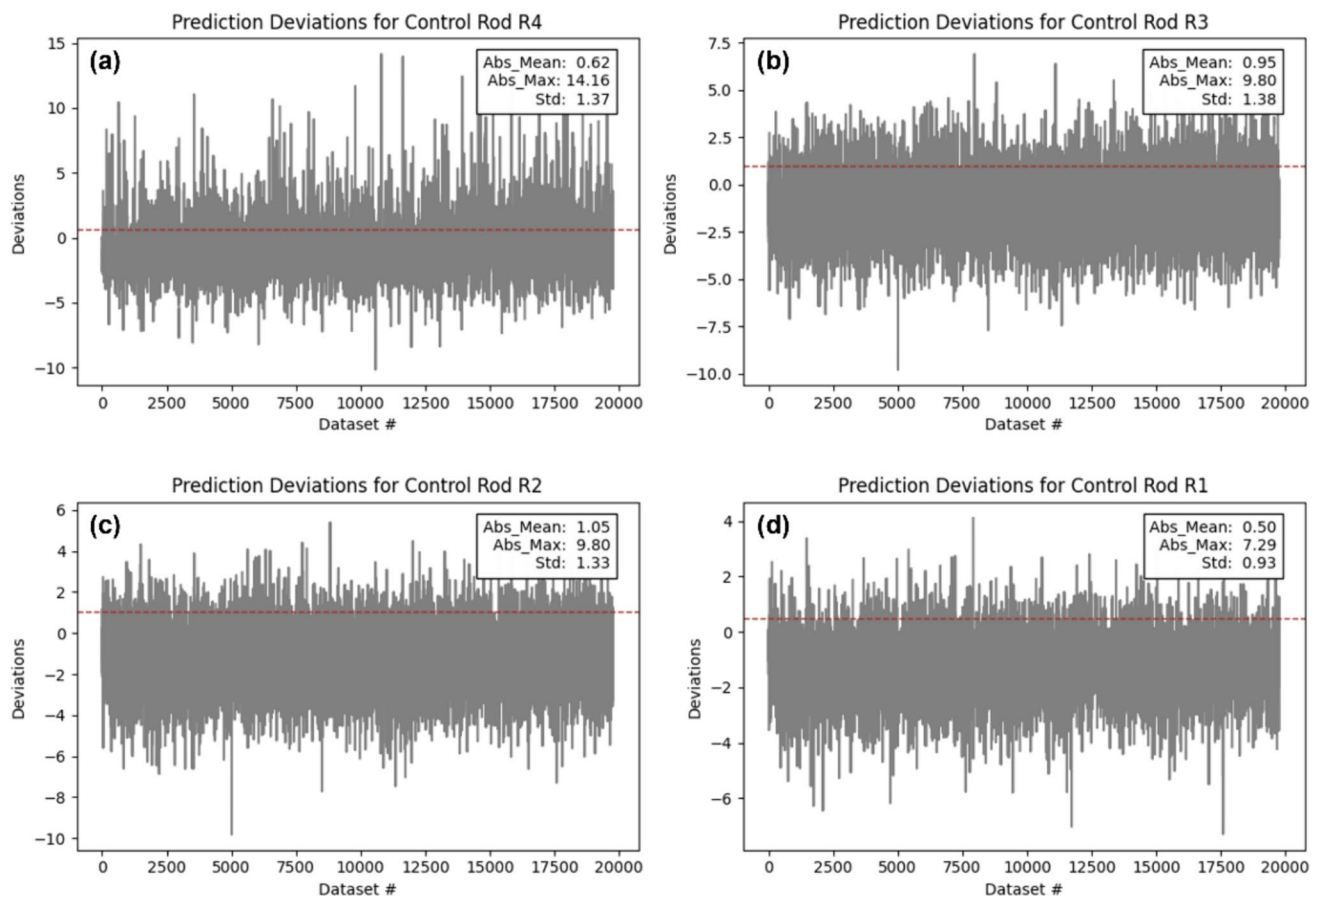 Prediction Deviations for Control Rod R4
(a)
Abs_Mean: 0.62
Abs_Max: 14.16
Std: 1.37
15
10
5
0
−5
−10
Deviations
0 2500 5000 7500 10000 12500 15000 17500 20000
Dataset #
Prediction Deviations for Control Rod R3
(b)
Abs_Mean: 0.95
Abs_Max: 9.80
Std: 1.38
7.5
5.0
2.5
0.0
−2.5
−5.0
−7.5
−10.0
Deviations
0 2500 5000 7500 10000 12500 15000 17500 20000
Dataset #
Prediction Deviations for Control Rod R2
(c)
Abs_Mean: 1.05
Abs_Max: 9.80
Std: 1.33
6
4
2
0
−2
−4
−6
−8
−10
Deviations
0 2500 5000 7500 10000 12500 15000 17500 20000
Dataset #
Prediction Deviations for Control Rod R1
(d)
Abs_Mean: 0.50
Abs_Max: 7.29
Std: 0.93
4
2
0
−2
−4
−6
Deviations
0 2500 5000 7500 10000 12500 15000 17500 20000
Dataset #